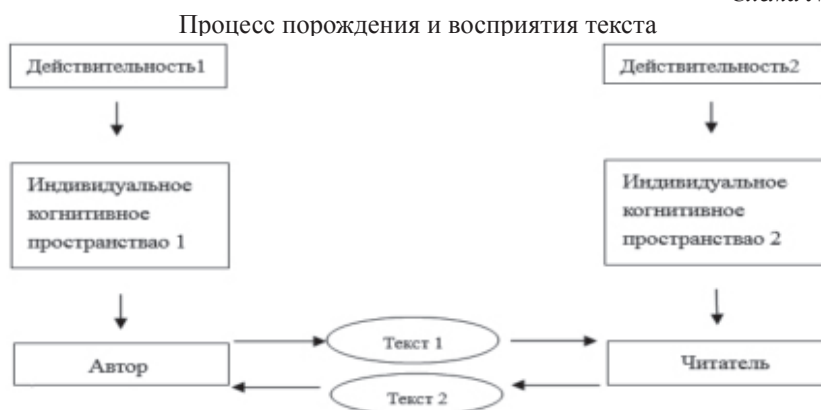 Процесс порождения и восприятия текста
Действительность1
Действительность2
Индивидуальное
когнитивное
пространствао 1
Индивидуальное
когнитивное
пространствао 2
Текст 1
Автор
Читатель
Текст 2